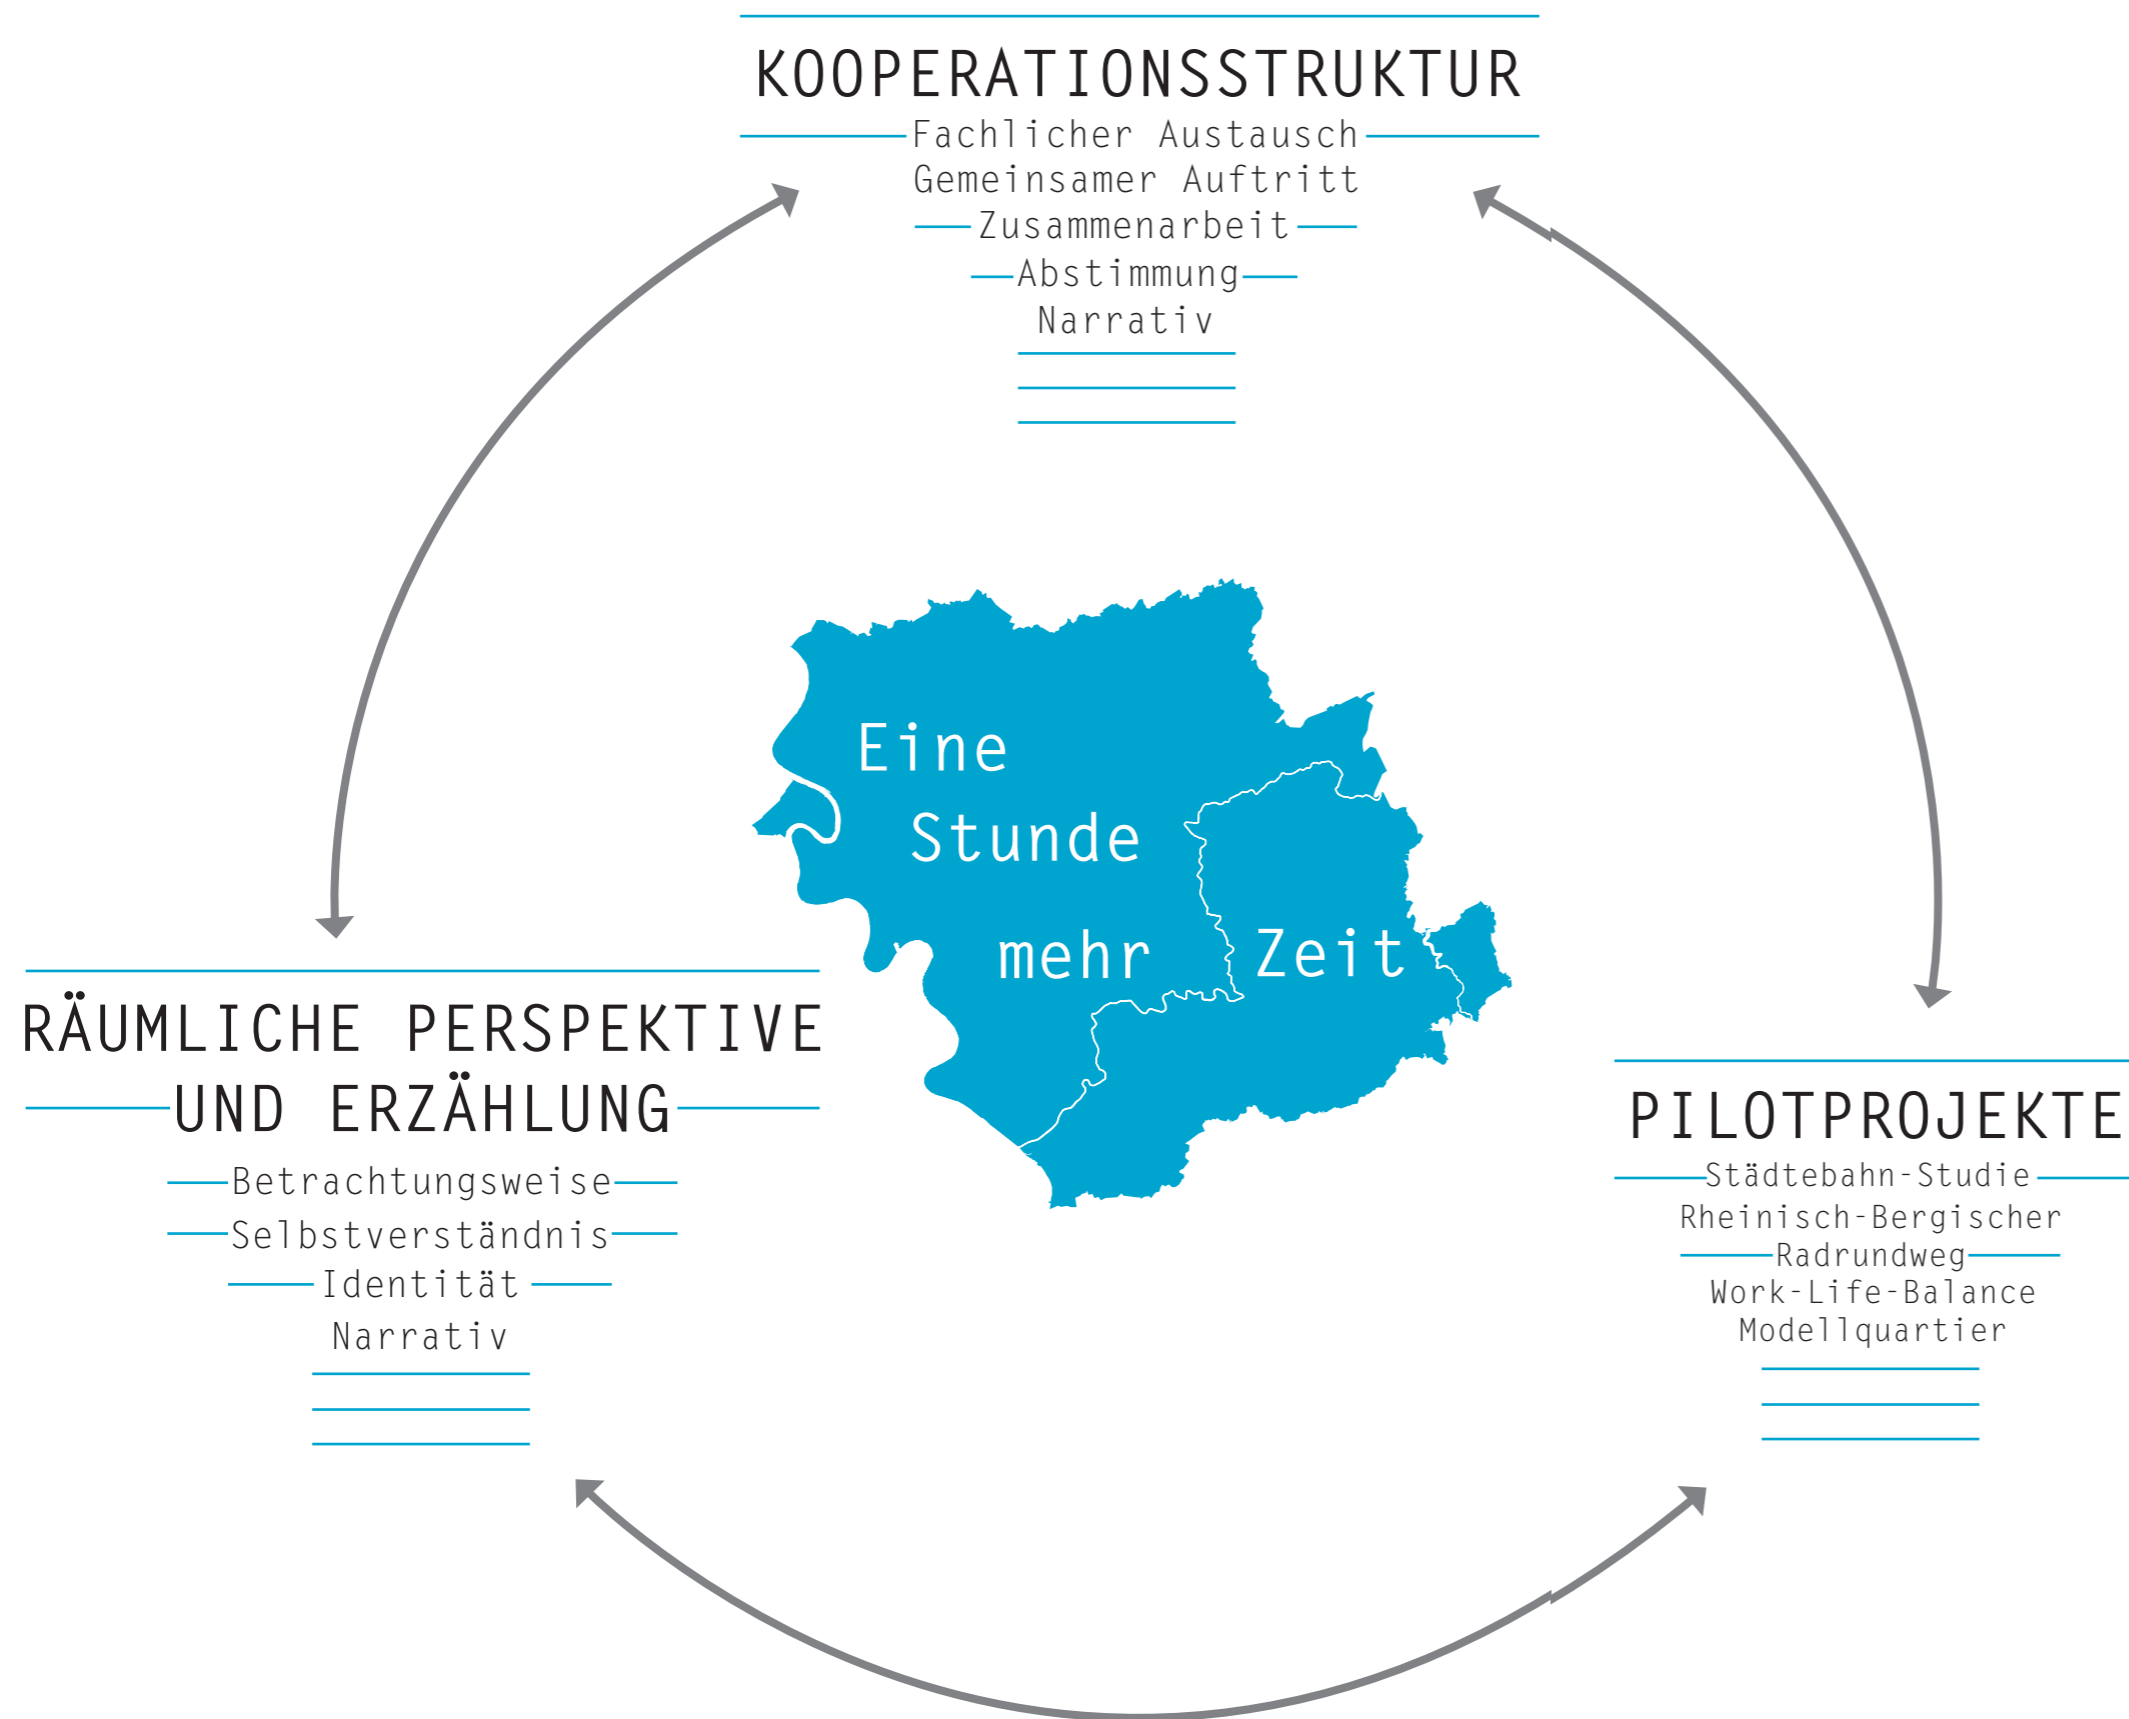 KOOPERATIONSSTRUKTUR
Fachlicher Austausch
Gemeinsamer Auftritt
Zusammenarbeit
Abstimmung
Narrativ
Eine
Stunde
mehr Zeit
RÄUMLICHE PERSPEKTIVE
UND ERZÄHLUNG
Betrachtungsweise
Selbstverständnis
Identität
Narrativ
PILOTPROJEKTE
Städtebahn-Studie
Rheinisch-Bergischer
Radrundweg
Work-Life-Balance
Modellquartier